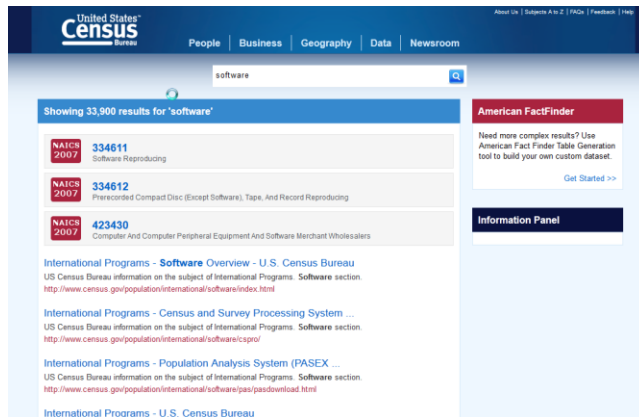 About Us | Subjects A to Z | FAQs | Feedback | Help
United States™
Census
Bureau
People | Business | Geography | Data | Newsroom
software
Showing 33,900 results for 'software'
NAICS 2007
334611
Software Reproducing
NAICS 2007
334612
Prerecorded Compact Disc (Except Software), Tape, And Record Reproducing
NAICS 2007
423430
Computer And Computer Peripheral Equipment And Software Merchant Wholesalers
International Programs - Software Overview - U.S. Census Bureau
US Census Bureau information on the subject of International Programs. Software section.
http://www.census.gov/population/international/software/index.html
International Programs - Census and Survey Processing System ...
US Census Bureau information on the subject of International Programs. Software section.
http://www.census.gov/population/international/software/cspro/
International Programs - Population Analysis System (PASEX ...
US Census Bureau information on the subject of International Programs. Software section.
http://www.census.gov/population/international/software/pas/pasdownload.html
International Programs - U.S. Census Bureau
American FactFinder
Need more complex results? Use
American Fact Finder Table Generation
tool to build your own custom dataset.
Get Started >>
Information Panel